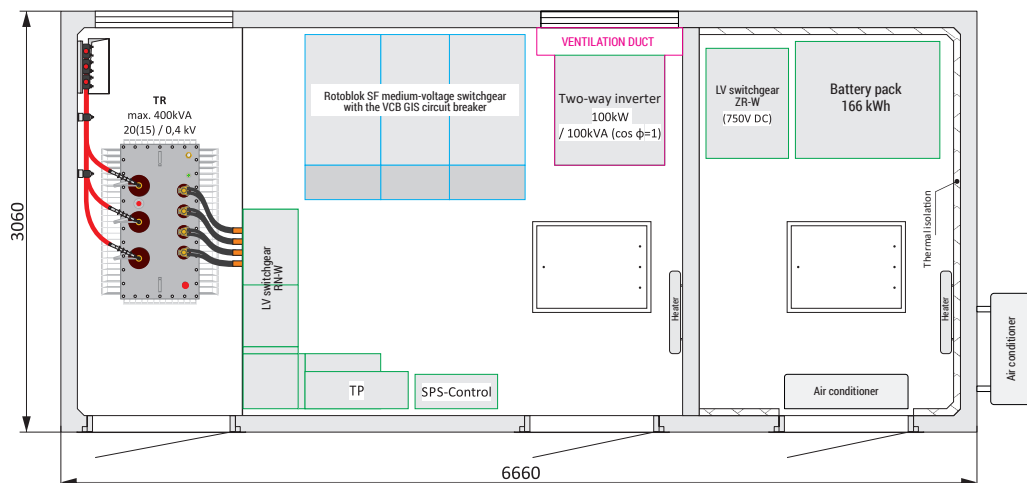 3060
TR
max. 400kVA
20(15) / 0,4 kV
Rotoblok SF medium-voltage switchgear
with the VCB GIS circuit breaker
VENTILATION DUCT
Two-way inverter
100kW
/ 100kVA (cos ϕ=1)
LV switchgear
ZR-W
(750V DC)
Battery pack
166 kWh
Thermal isolation
LV switchgear
RN-W
Heater
Heater
TP
SPS-Control
Air conditioner
Air conditioner
6660